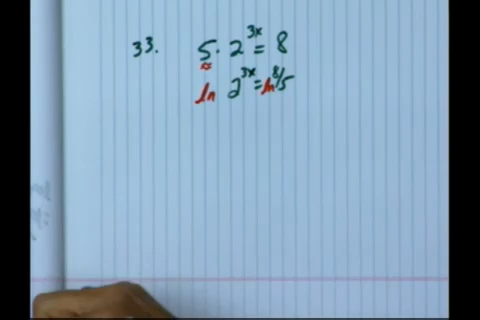 33. 5 · 2^3x = 8
ln 2^3x = ln 8/5